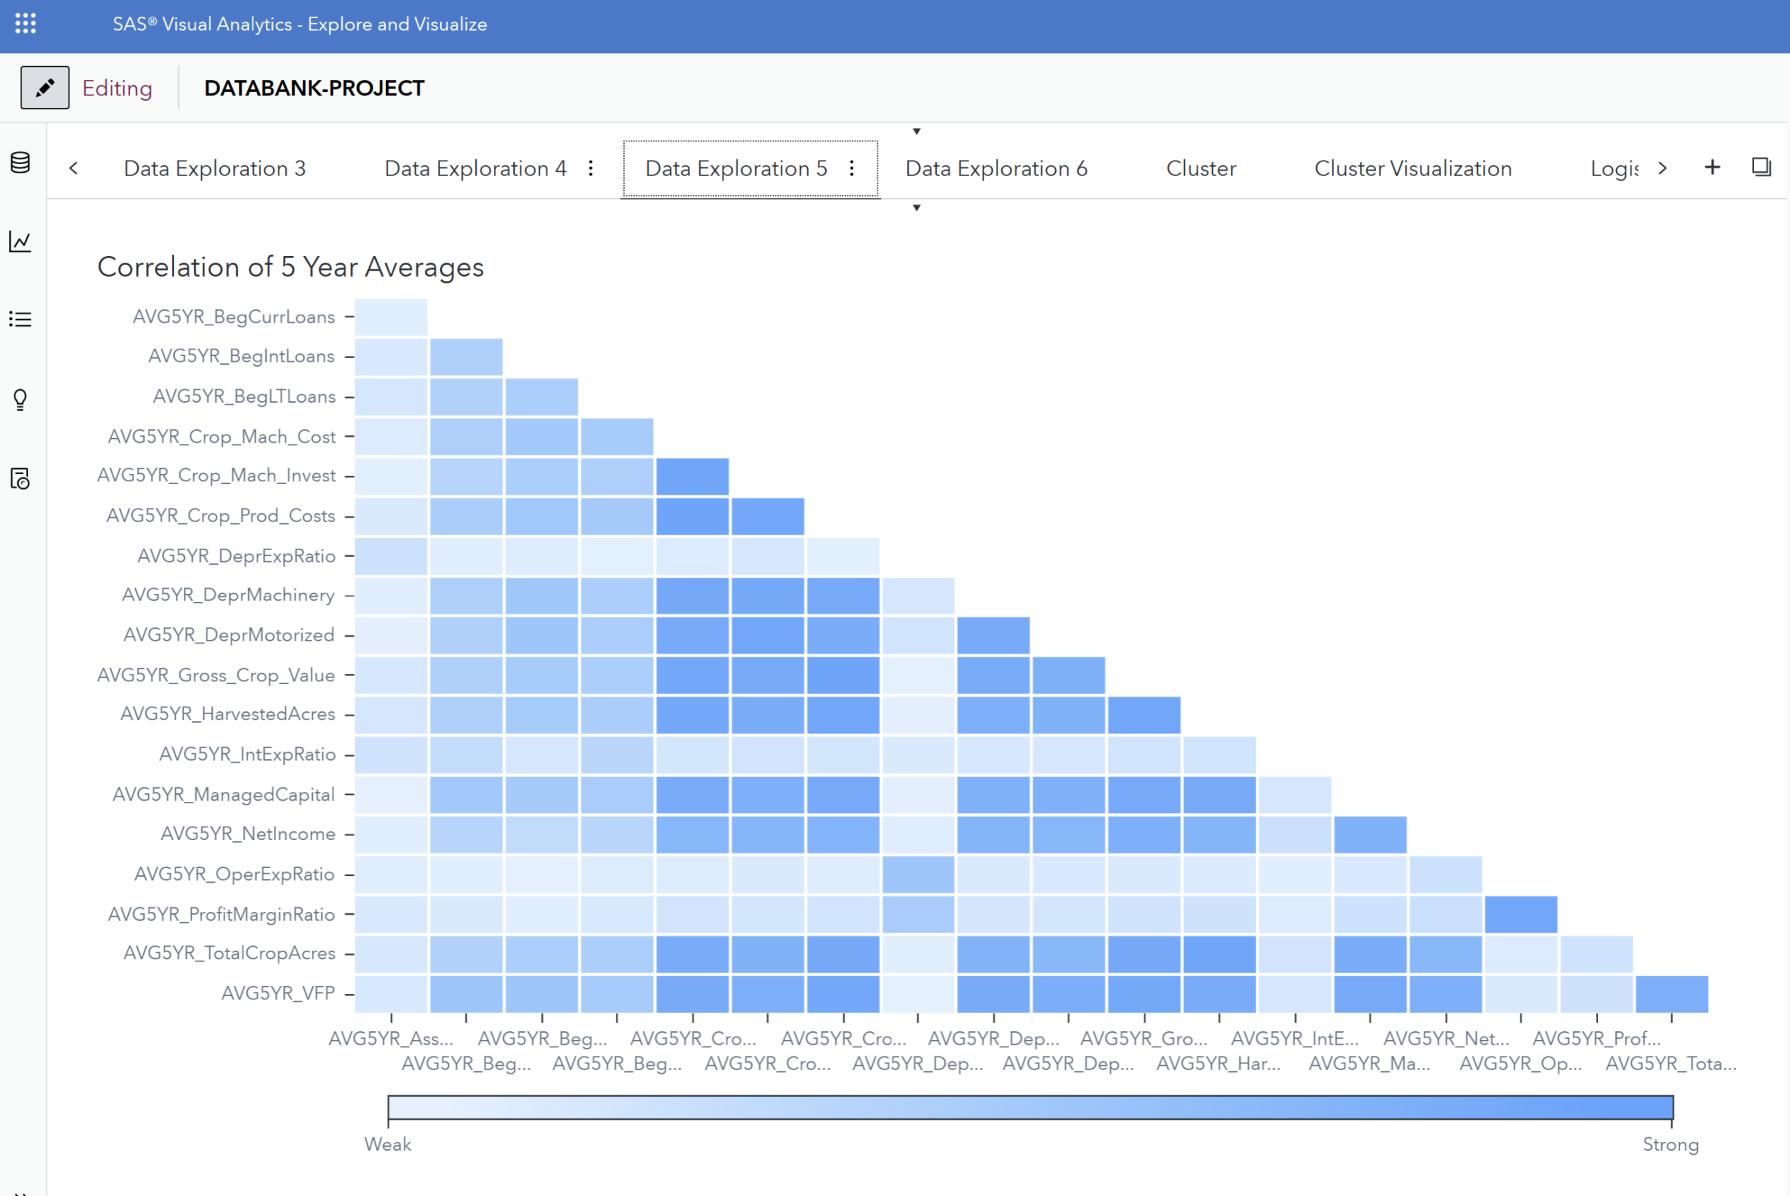 SAS® Visual Analytics - Explore and Visualize
Editing
DATABANK-PROJECT
Data Exploration 3
Data Exploration 4
Data Exploration 5
Data Exploration 6
Cluster
Cluster Visualization
Logis
Correlation of 5 Year Averages
AVG5YR_BegCurrLoans
AVG5YR_BegIntLoans
AVG5YR_BegLTLoans
AVG5YR_Crop_Mach_Cost
AVG5YR_Crop_Mach_Invest
AVG5YR_Crop_Prod_Costs
AVG5YR_DeprExpRatio
AVG5YR_DeprMachinery
AVG5YR_DeprMotorized
AVG5YR_Gross_Crop_Value
AVG5YR_HarvestedAcres
AVG5YR_IntExpRatio
AVG5YR_ManagedCapital
AVG5YR_NetIncome
AVG5YR_OperExpRatio
AVG5YR_ProfitMarginRatio
AVG5YR_TotalCropAcres
AVG5YR_VFP
AVG5YR_Ass... AVG5YR_Beg... AVG5YR_Cro... AVG5YR_Cro... AVG5YR_Dep... AVG5YR_Gro... AVG5YR_IntE... AVG5YR_Net... AVG5YR_Prof...
AVG5YR_Beg... AVG5YR_Beg... AVG5YR_Cro... AVG5YR_Dep... AVG5YR_Dep... AVG5YR_Har... AVG5YR_Ma... AVG5YR_Op... AVG5YR_Tota...
Weak
Strong